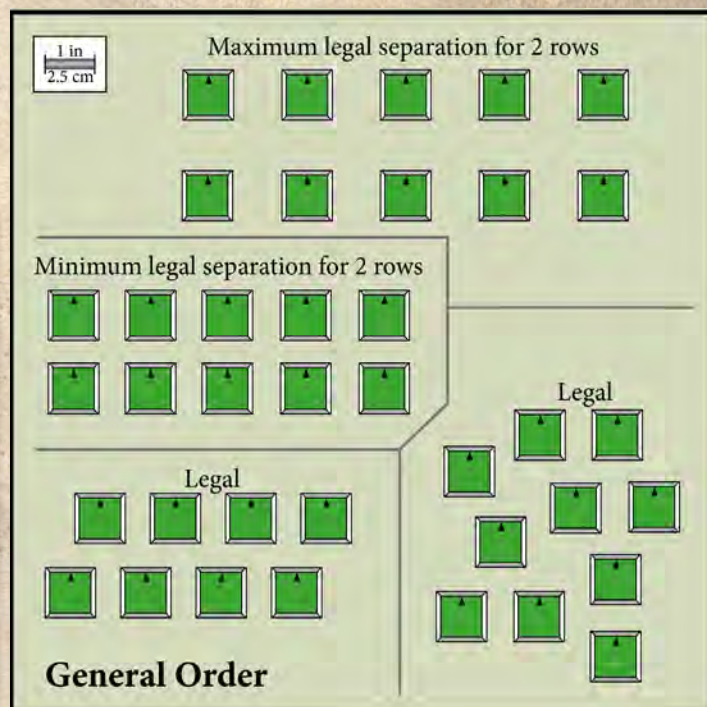 1 in
2.5 cm
Maximum legal separation for 2 rows
Minimum legal separation for 2 rows
Legal
Legal
General Order